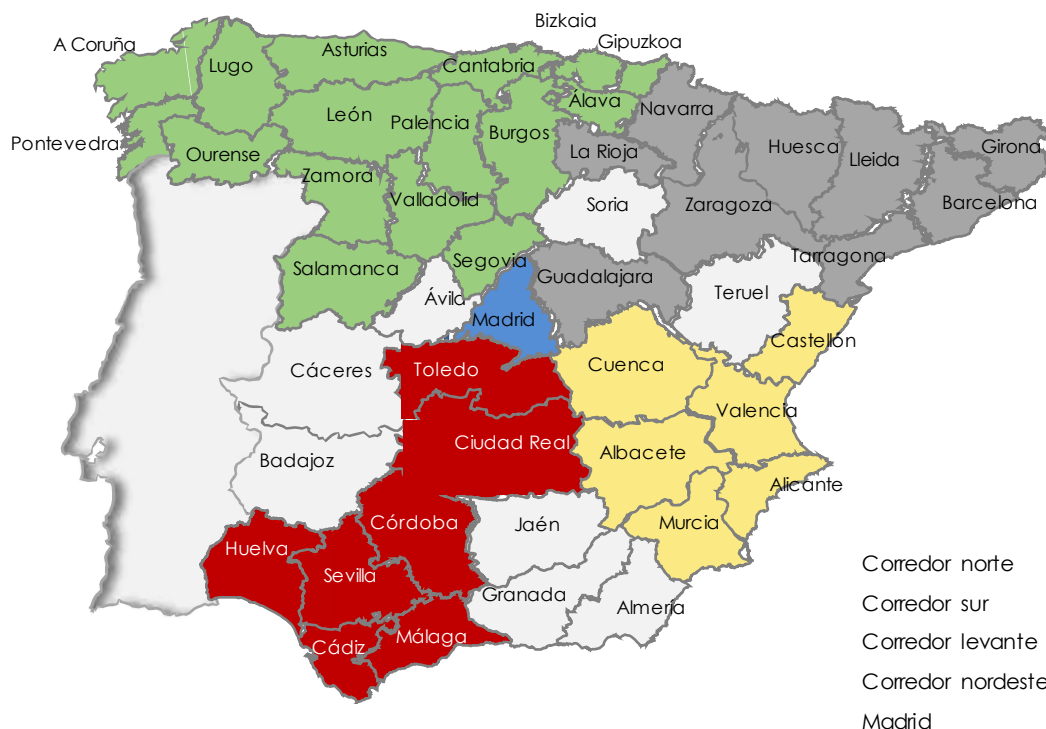 Bizkaia
A Coruña
Asturias
Gipuzkoa
Lugo
Cantabria
León
Álava
Navarra
Palencia
Burgos
Pontevedra
Ourense
La Rioja
Huesca
Lleida
Girona
Zamora
Valladolid
Soria
Zaragoza
Barcelona
Salamanca
Segovia
Guadalajara
Tarragona
Ávila
Teruel
Madrid
Castellón
Cáceres
Toledo
Cuenca
Valencia
Ciudad Real
Albacete
Badajoz
Alicante
Córdoba
Jaén
Murcia
Huelva
Sevilla
Granada
Almería
Cádiz
Málaga
Corredor norte
Corredor sur
Corredor levante
Corredor nordeste
Madrid